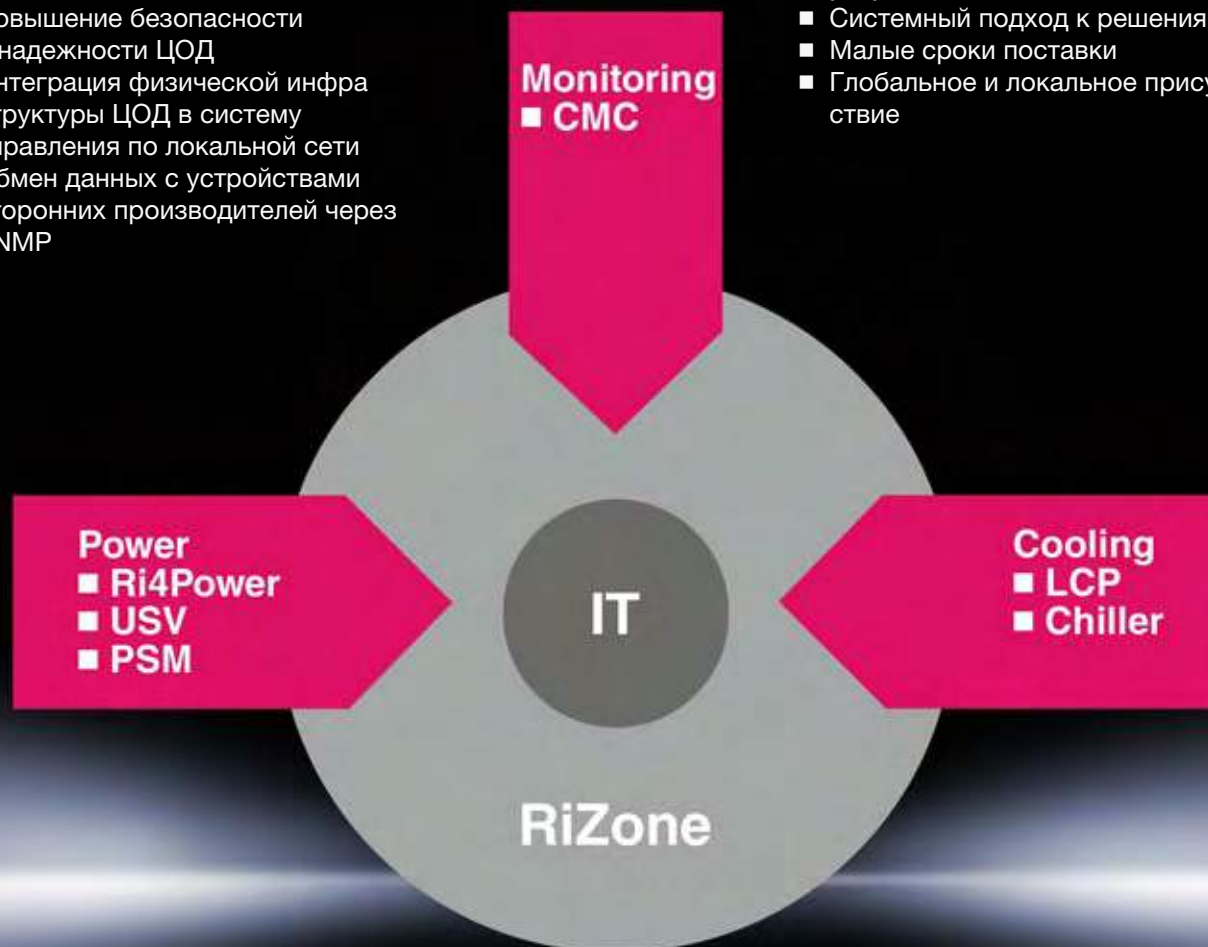 овышение безопасности
надежности ЦОД
нтеграция физической инфра
труктуры ЦОД в систему
правления по локальной сети
бмен данных с устройствами
торонних производителей через
NMP
■ Системный подход к решения
■ Малые сроки поставки
■ Глобальное и локальное прису
ствие
Monitoring
■ CMC
Power
■ Ri4Power
■ USV
■ PSM
IT
Cooling
■ LCP
■ Chiller
RiZone